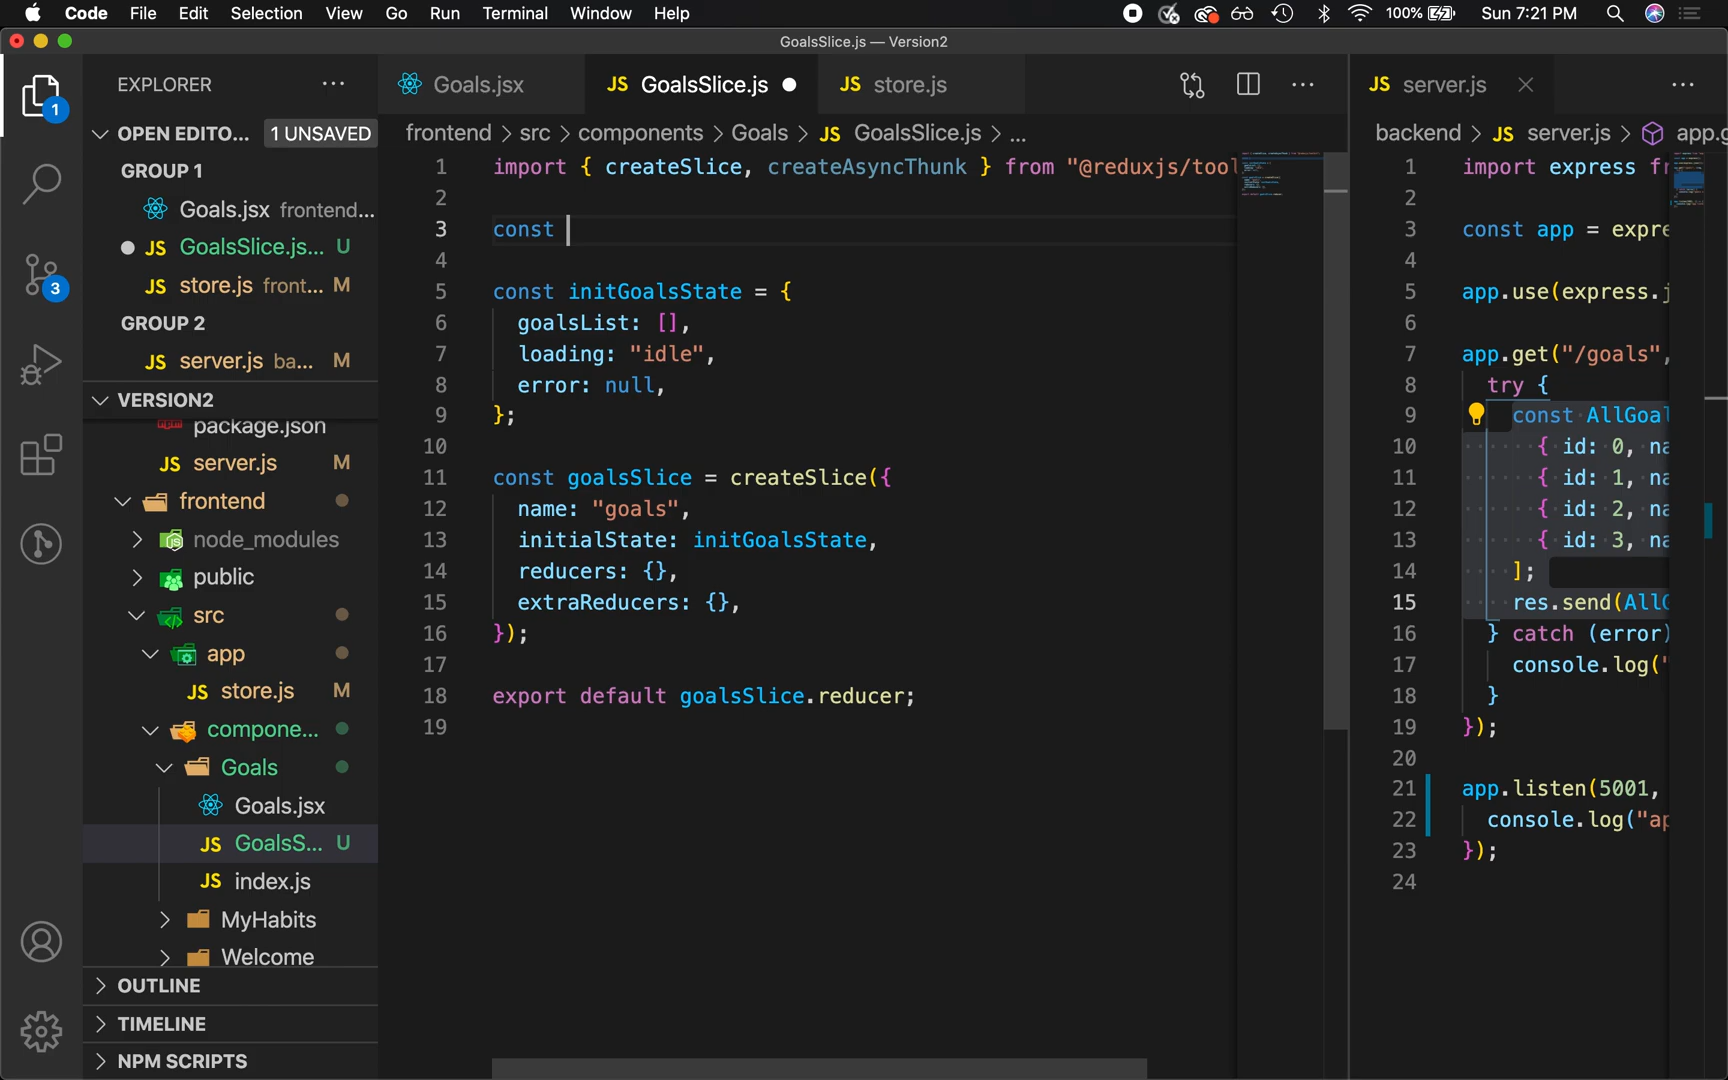 Code File Edit Selection View Go Run Terminal Window Help 100% Sun 7:21 PM
GoalsSlice.js — Version2
EXPLORER
OPEN EDITO... 1 UNSAVED
GROUP 1
Goals.jsx frontend...
JS GoalsSlice.js... U
JS store.js front... M
GROUP 2
JS server.js ba... M
VERSION2
package.json
JS server.js M
frontend
node_modules
public
src
app
JS store.js M
compone...
Goals
Goals.jsx
JS GoalsS... U
JS index.js
MyHabits
Welcome
OUTLINE
TIMELINE
NPM SCRIPTS
1
3
Goals.jsx JS GoalsSlice.js JS store.js
frontend > src > components > Goals > JS GoalsSlice.js > ...
1 import { createSlice, createAsyncThunk } from "@reduxjs/tool
2
3 const
4
5 const initGoalsState = {
6 goalsList: [],
7 loading: "idle",
8 error: null,
9 };
10
11 const goalsSlice = createSlice({
12 name: "goals",
13 initialState: initGoalsState,
14 reducers: {},
15 extraReducers: {},
16 });
17
18 export default goalsSlice.reducer;
19
JS server.js
backend > JS server.js > app.g
1 import express fr
2
3 const app = expre
4
5 app.use(express.j
6
7 app.get("/goals",
8 try {
9 const AllGoal
10 { id: 0, na
11 { id: 1, na
12 { id: 2, na
13 { id: 3, na
14 ];
15 res.send(AllG
16 } catch (error)
17 console.log("
18 }
19 });
20
21 app.listen(5001,
22 console.log("ap
23 });
24